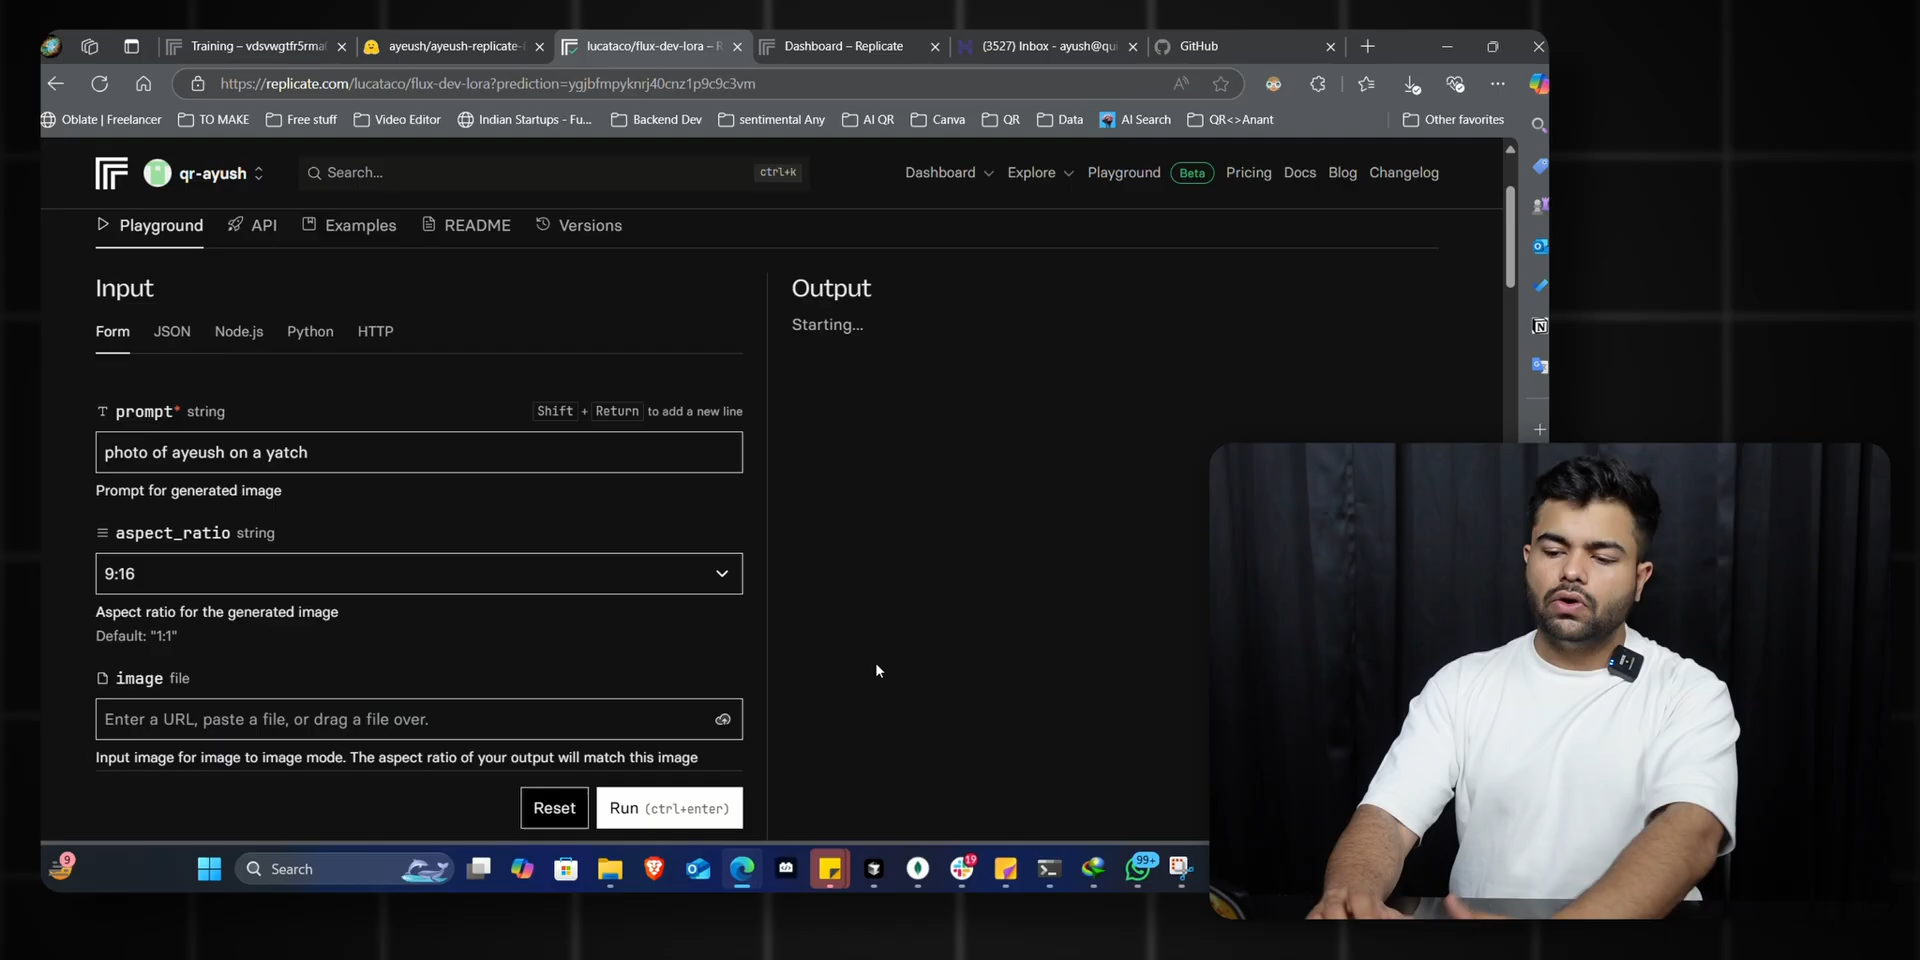 Training – vdsvwgtfr5rma
ayeush/ayeush-replicate-
lucataco/flux-dev-lora – R
Dashboard – Replicate
(3527) Inbox - ayush@qui
GitHub
https://replicate.com/lucataco/flux-dev-lora?prediction=ygjbfmpyknrj40cnz1p9c9c3vm
Oblate | Freelancer
TO MAKE
Free stuff
Video Editor
Indian Startups - Fu...
Backend Dev
sentimental Any
AI QR
Canva
QR
Data
AI Search
QR<>Anant
Other favorites
qr-ayush
Search...
ctrl+k
Dashboard
Explore
Playground
Beta
Pricing
Docs
Blog
Changelog
Playground
API
Examples
README
Versions
Input
Form
JSON
Node.js
Python
HTTP
T prompt* string
Shift + Return to add a new line
photo of ayeush on a yatch
Prompt for generated image
aspect_ratio string
9:16
Aspect ratio for the generated image
Default: "1:1"
image file
Enter a URL, paste a file, or drag a file over.
Input image for image to image mode. The aspect ratio of your output will match this image
Reset
Run (ctrl+enter)
Output
Starting...
9
Search
19
99+